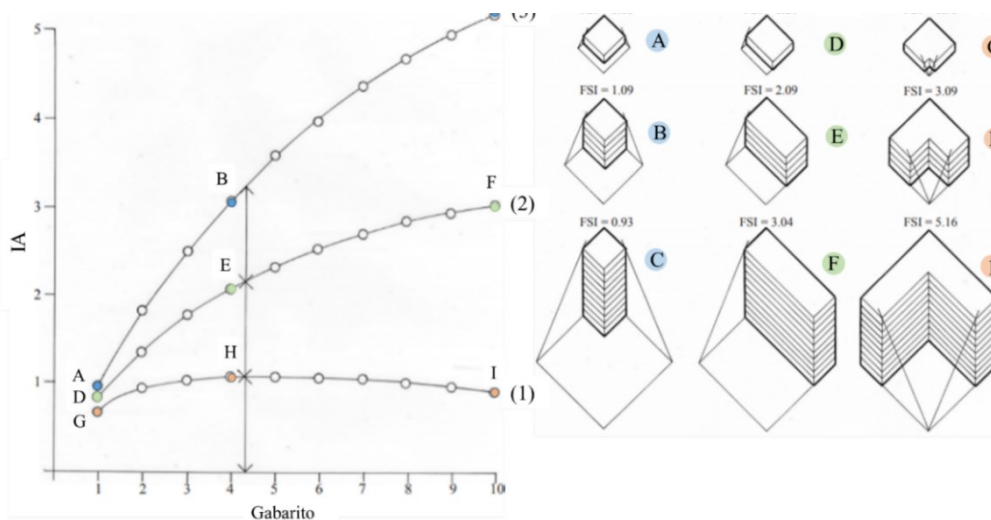 5
4
3
2
1
IA
B
F
(2)
E
H
I
(1)
A
D
G
1 2 3 4 5 6 7 8 9 10
Gabarito
A
D
FSI = 1.09
FSI = 2.09
FSI = 3.09
B
E
FSI = 0.93
FSI = 3.04
FSI = 5.16
C
F